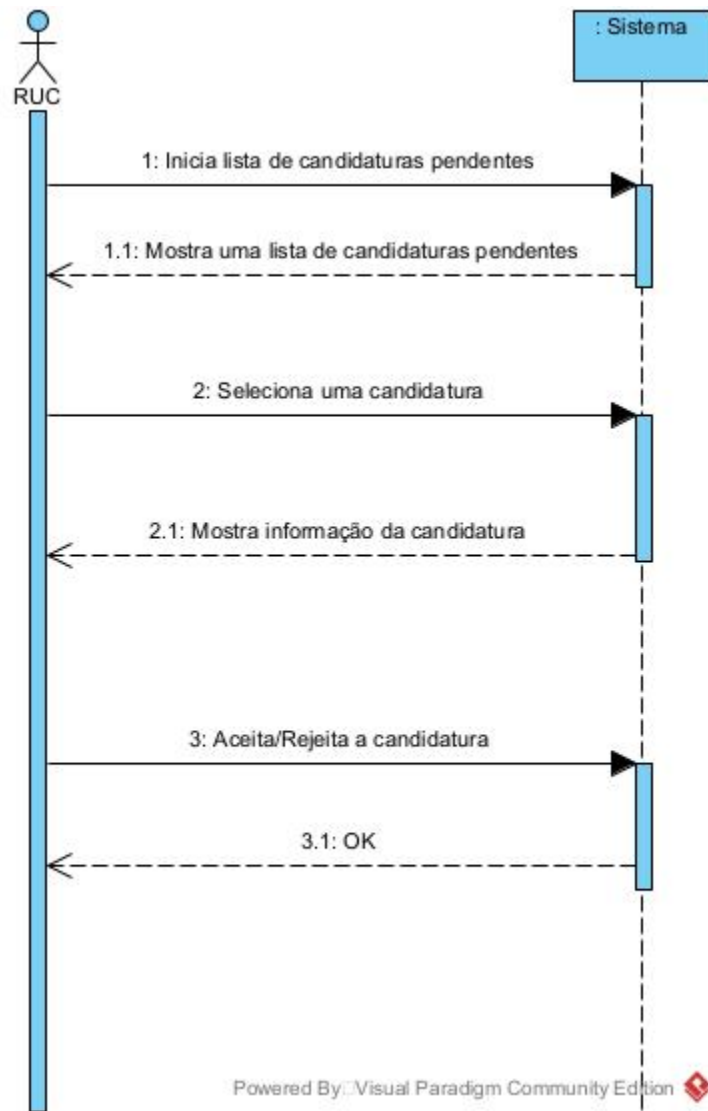 : Sistema
RUC
1: Inicia lista de candidaturas pendentes
1.1: Mostra uma lista de candidaturas pendentes
2: Seleciona uma candidatura
2.1: Mostra informação da candidatura
3: Aceita/Rejeita a candidatura
3.1: OK
Powered By Visual Paradigm Community Edition